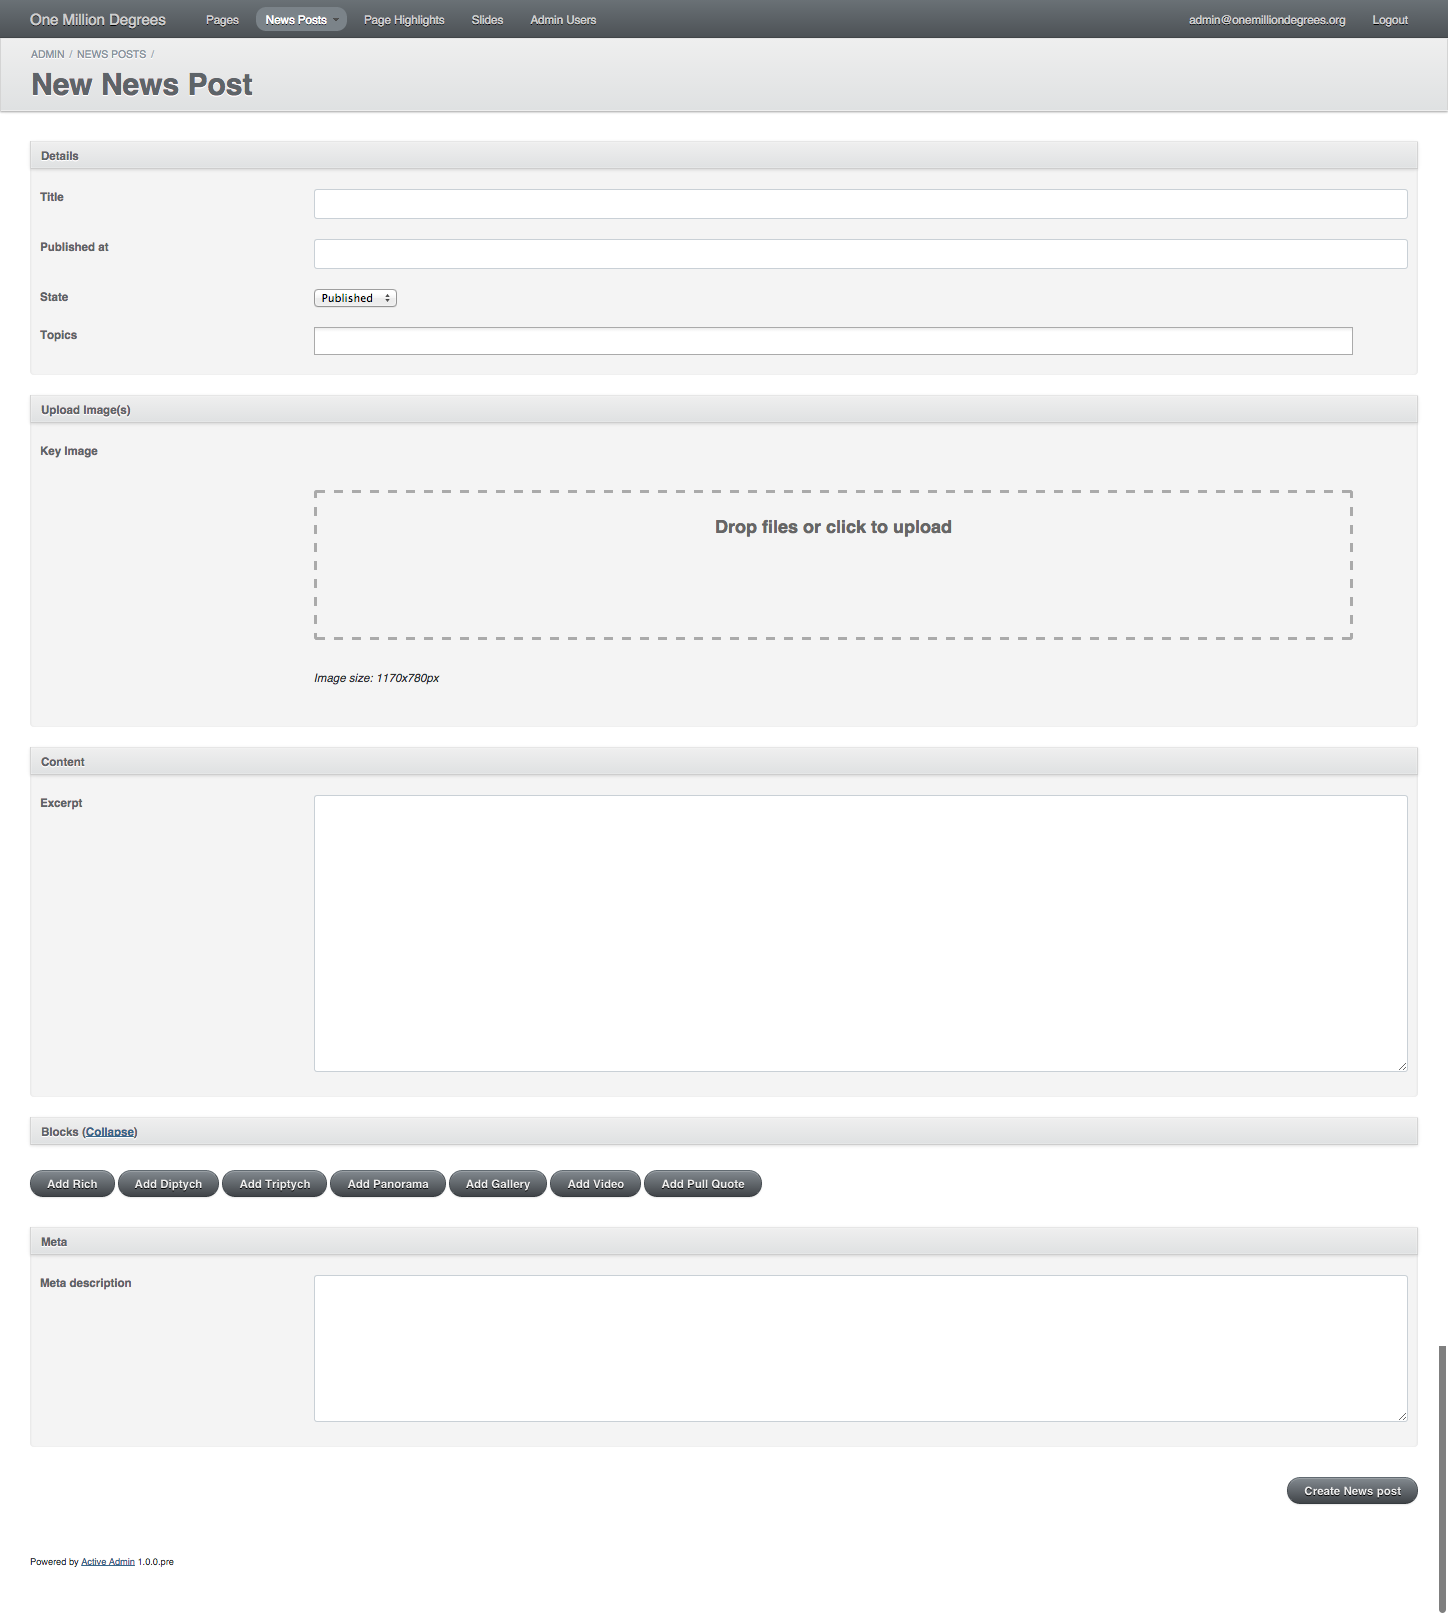 One Million Degrees Pages News Posts Page Highlights Slides Admin Users admin@onemilliondegrees.org Logout
ADMIN / NEWS POSTS /
New News Post
Details
Title
Published at
State Published
Topics
Upload Image(s)
Key Image
Drop files or click to upload
Image size: 1170x780px
Content
Excerpt
Blocks (Collapse)
Add Rich Add Diptych Add Triptych Add Panorama Add Gallery Add Video Add Pull Quote
Meta
Meta description
Create News post
Powered by Active Admin 1.0.0.pre